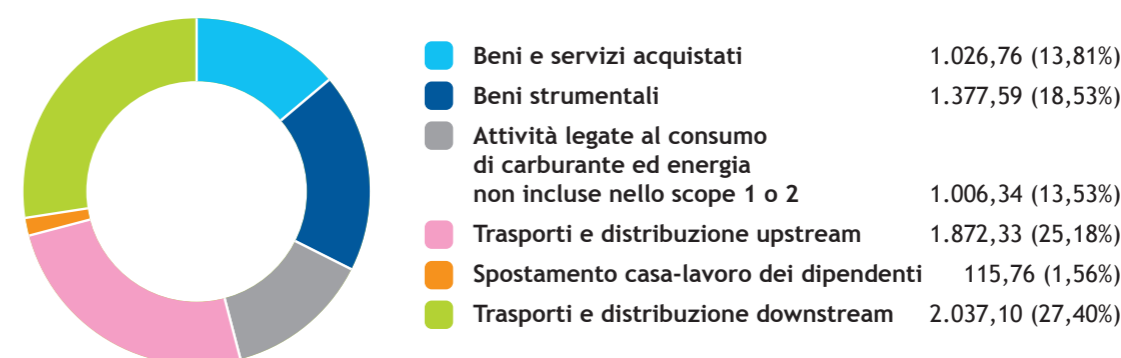 Beni e servizi acquistati 1.026,76 (13,81%)
Beni strumentali 1.377,59 (18,53%)
Attività legate al consumo
di carburante ed energia
non incluse nello scope 1 o 2 1.006,34 (13,53%)
Trasporti e distribuzione upstream 1.872,33 (25,18%)
Spostamento casa-lavoro dei dipendenti 115,76 (1,56%)
Trasporti e distribuzione downstream 2.037,10 (27,40%)